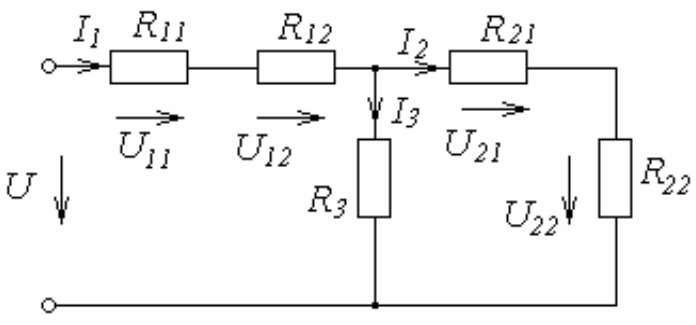 I1 R11 R12 I2 R21
I3
U11 U12 U21
U R3 U22 R22